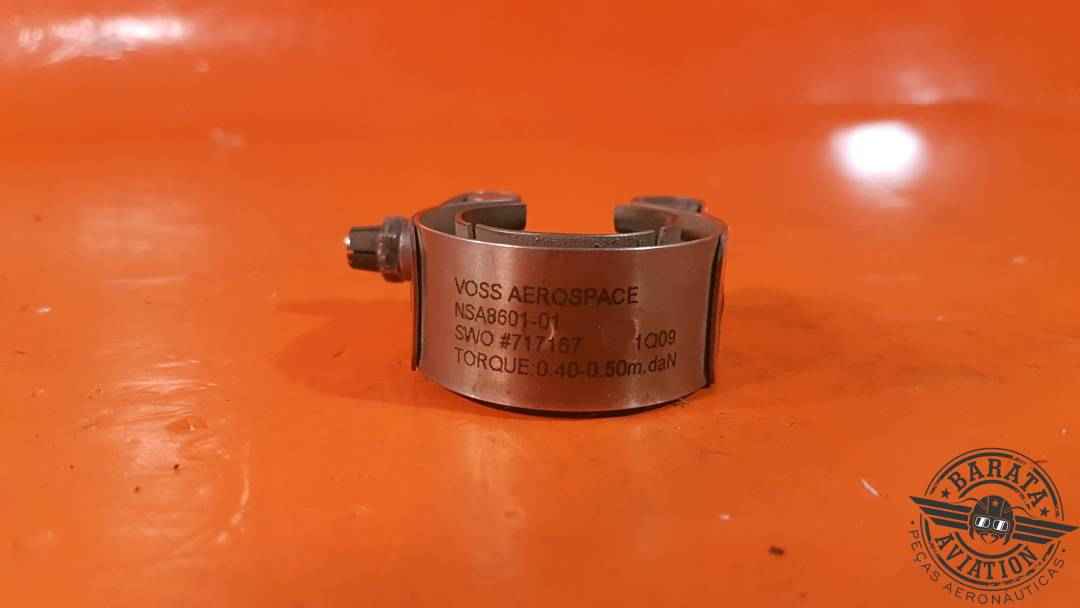 VOSS AEROSPACE
NSA8601-01
SWO #717167 1Q09
TORQUE:0.40-0.50m.daN
BARATA
AVIATION
PEÇAS AERONÁUTICAS